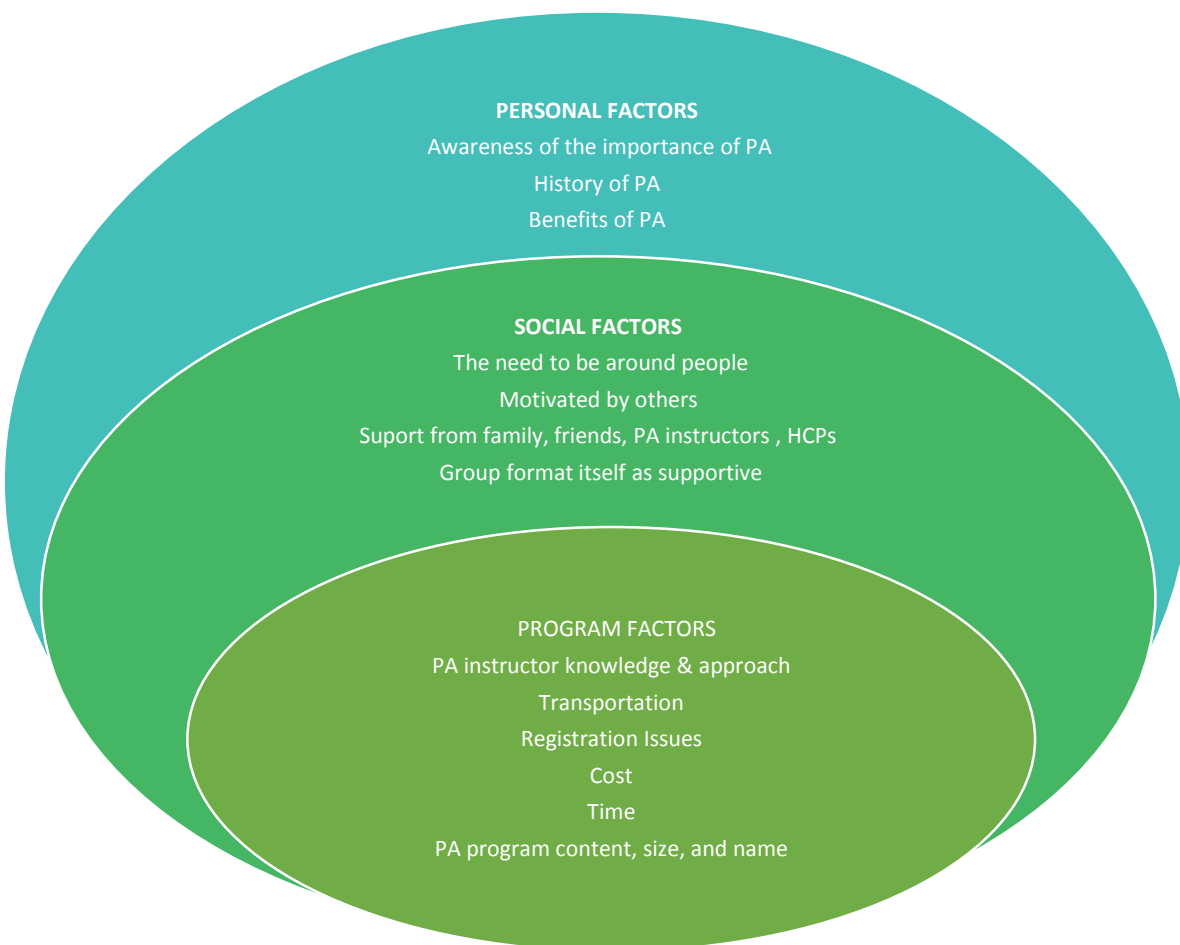 PERSONAL FACTORS
Awareness of the importance of PA
History of PA
Benefits of PA
SOCIAL FACTORS
The need to be around people
Motivated by others
Suport from family, friends, PA instructors , HCPs
Group format itself as supportive
PROGRAM FACTORS
PA instructor knowledge & approach
Transportation
Registration Issues
Cost
Time
PA program content, size, and name